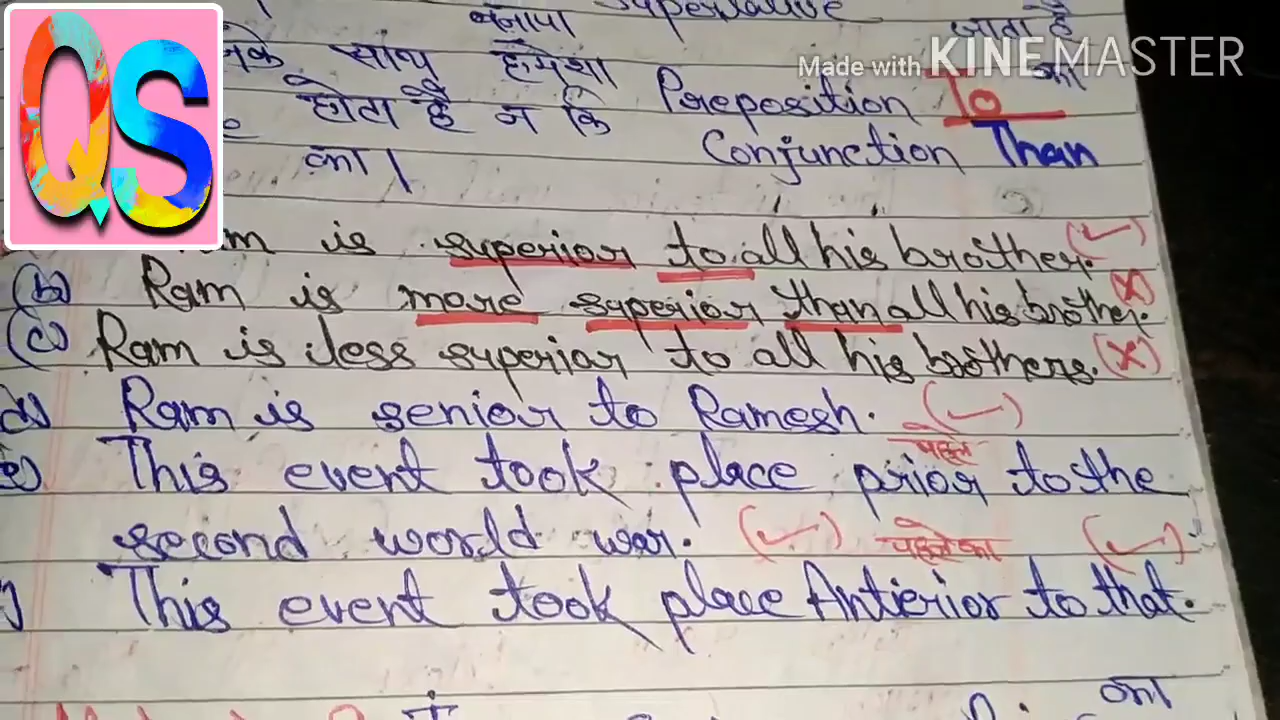 बनाया Superlative जाता है
साथ हमेशा Preposition To का
होता है न कि Conjunction Than
का।
is superior to all his brother. (✓)
(b) Ram is more superior than all his brother. (x)
(c) Ram is less superior to all his brothers. (x)
d) Ram is senior to Ramesh. (✓)
पहले
e) This event took place prior to the
second world war. (✓) पहले का (✓)
This event took place Anterior to that.
का
QS
Made with KINEMASTER